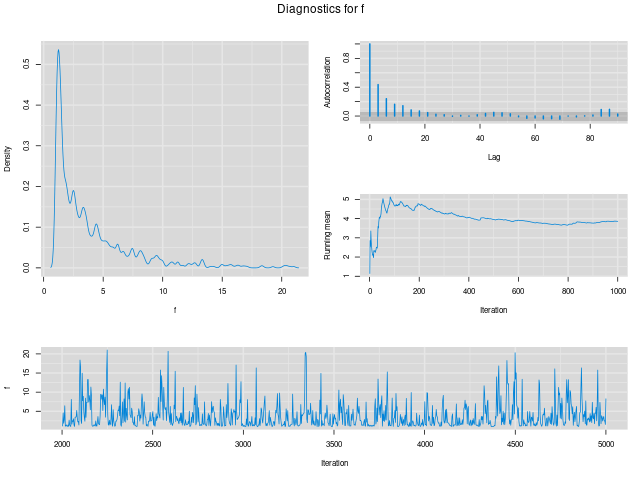 Diagnostics for f
Density
0.0 0.1 0.2 0.3 0.4 0.5
0 5 10 15 20
f
Autocorrelation
0.0 0.4 0.8
0 20 40 60 80
Lag
Running mean
1 2 3 4 5
0 200 400 600 800 1000
Iteration
f
5 10 15 20
2000 2500 3000 3500 4000 4500 5000
Iteration